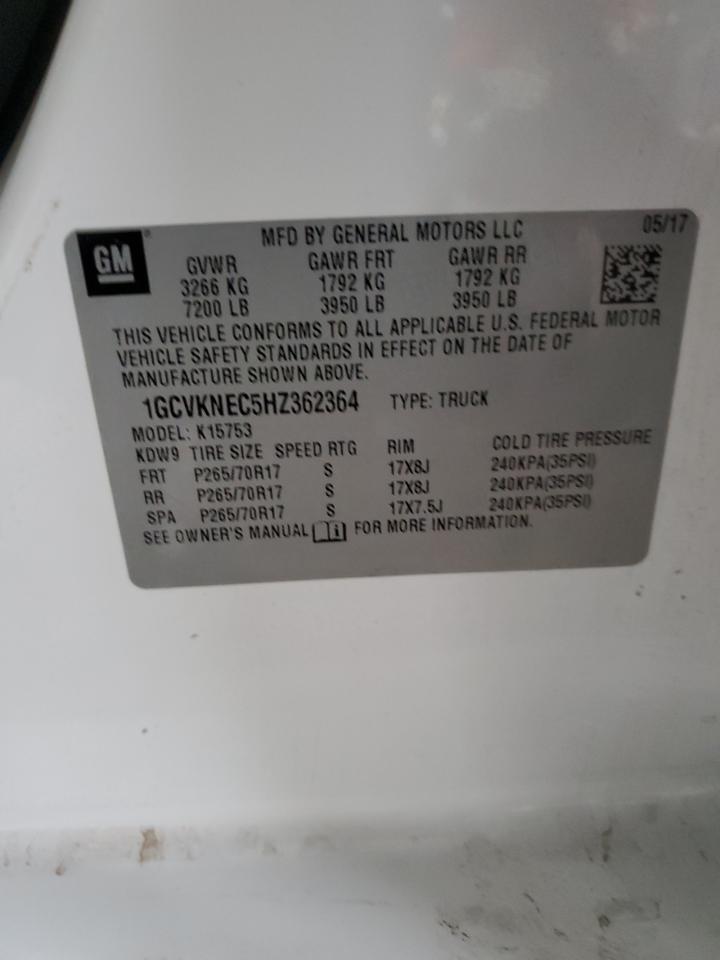 GM
MFD BY GENERAL MOTORS LLC 05/17
GVWR GAWR FRT GAWR RR
3266 KG 1792 KG 1792 KG
7200 LB 3950 LB 3950 LB
THIS VEHICLE CONFORMS TO ALL APPLICABLE U.S. FEDERAL MOTOR
VEHICLE SAFETY STANDARDS IN EFFECT ON THE DATE OF
MANUFACTURE SHOWN ABOVE.
1GCVKNEC5HZ362364 TYPE: TRUCK
MODEL: K15753
KDW9 TIRE SIZE SPEED RTG RIM COLD TIRE PRESSURE
FRT P265/70R17 S 17X8J 240KPA(35PSI)
RR P265/70R17 S 17X8J 240KPA(35PSI)
SPA P265/70R17 S 17X7.5J 240KPA(35PSI)
SEE OWNER'S MANUAL FOR MORE INFORMATION.